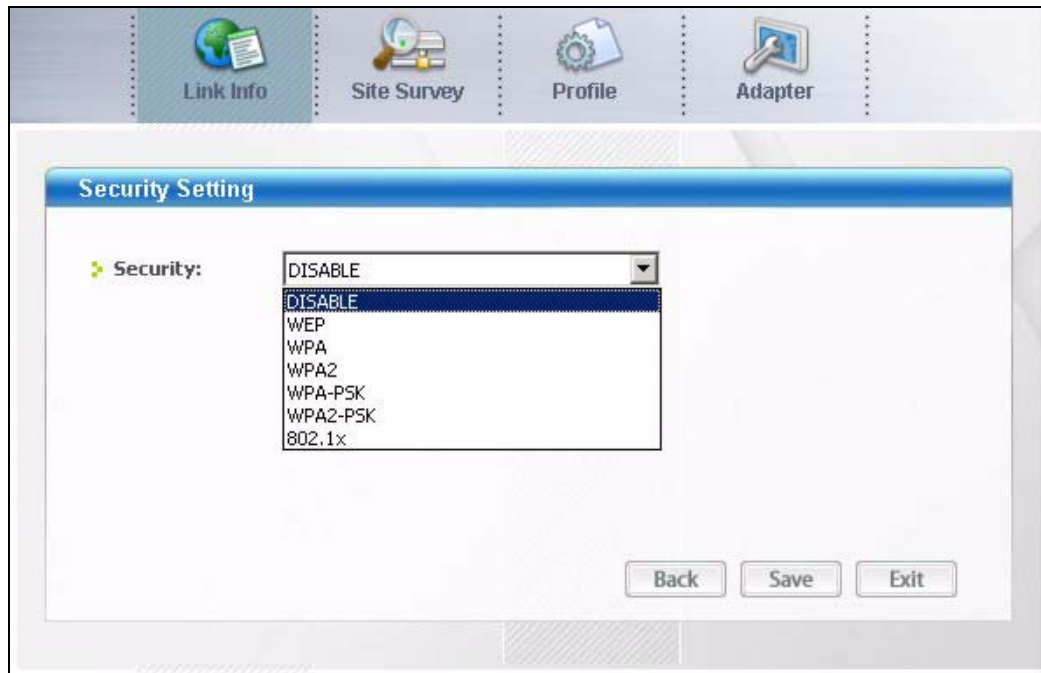 Link Info Site Survey Profile Adapter
Security Setting
Security: DISABLE
DISABLE
WEP
WPA
WPA2
WPA-PSK
WPA2-PSK
802.1x
Back Save Exit